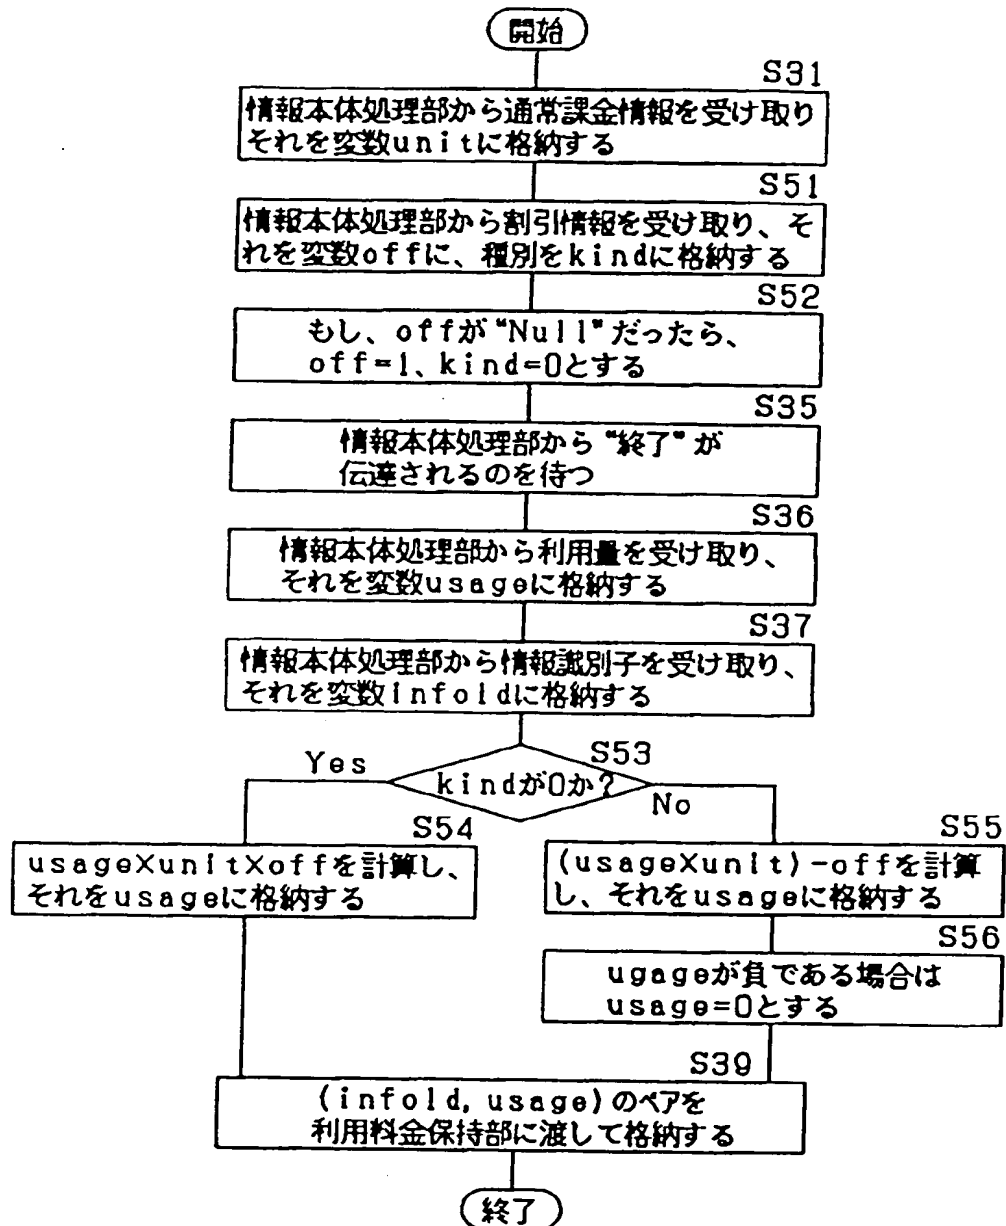 開始
S31
情報本体処理部から通常課金情報を受け取り
それを変数unitに格納する
S51
情報本体処理部から割引情報を受け取り、そ
れを変数offに、種別をkindに格納する
S52
もし、offが“Null”だったら、
off=1、kind=0とする
S35
情報本体処理部から“終了”が
伝達されるのを待つ
S36
情報本体処理部から利用量を受け取り、
それを変数usageに格納する
S37
情報本体処理部から情報識別子を受け取り、
それを変数infoIdに格納する
S53
kindが0か?
Yes
No
S54
usage×unit×offを計算し、
それをusageに格納する
S55
(usage×unit)-offを計算
し、それをusageに格納する
S56
ugageが負である場合は
usage=0とする
S39
(infoId, usage)のペアを
利用料金保持部に渡して格納する
終了